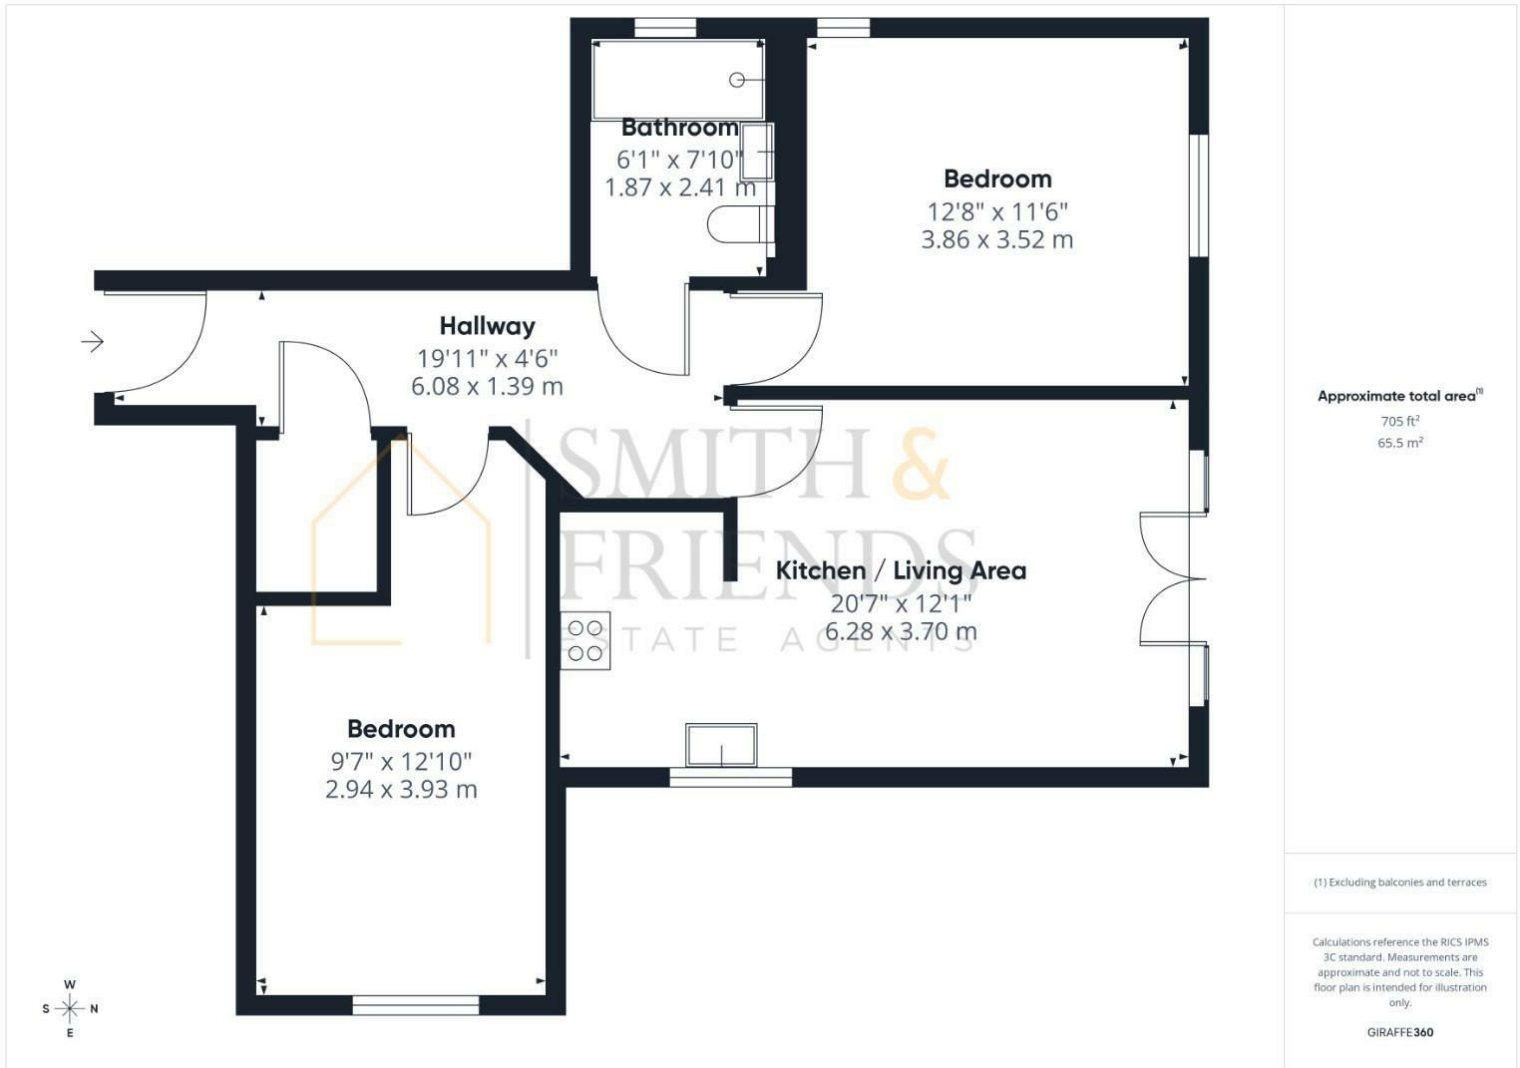 Bathroom
6'1" x 7'10"
1.87 x 2.41 m
Bedroom
12'8" x 11'6"
3.86 x 3.52 m
Hallway
19'11" x 4'6"
6.08 x 1.39 m
SMITH &
FRIENDS
ESTATE AGENTS
Kitchen / Living Area
20'7" x 12'1"
6.28 x 3.70 m
Bedroom
9'7" x 12'10"
2.94 x 3.93 m
W
S N
E
Approximate total area(1)
705 ft²
65.5 m²
(1) Excluding balconies and terraces
Calculations reference the RICS IPMS
3C standard. Measurements are
approximate and not to scale. This
floor plan is intended for illustration
only.
GIRAFFE360